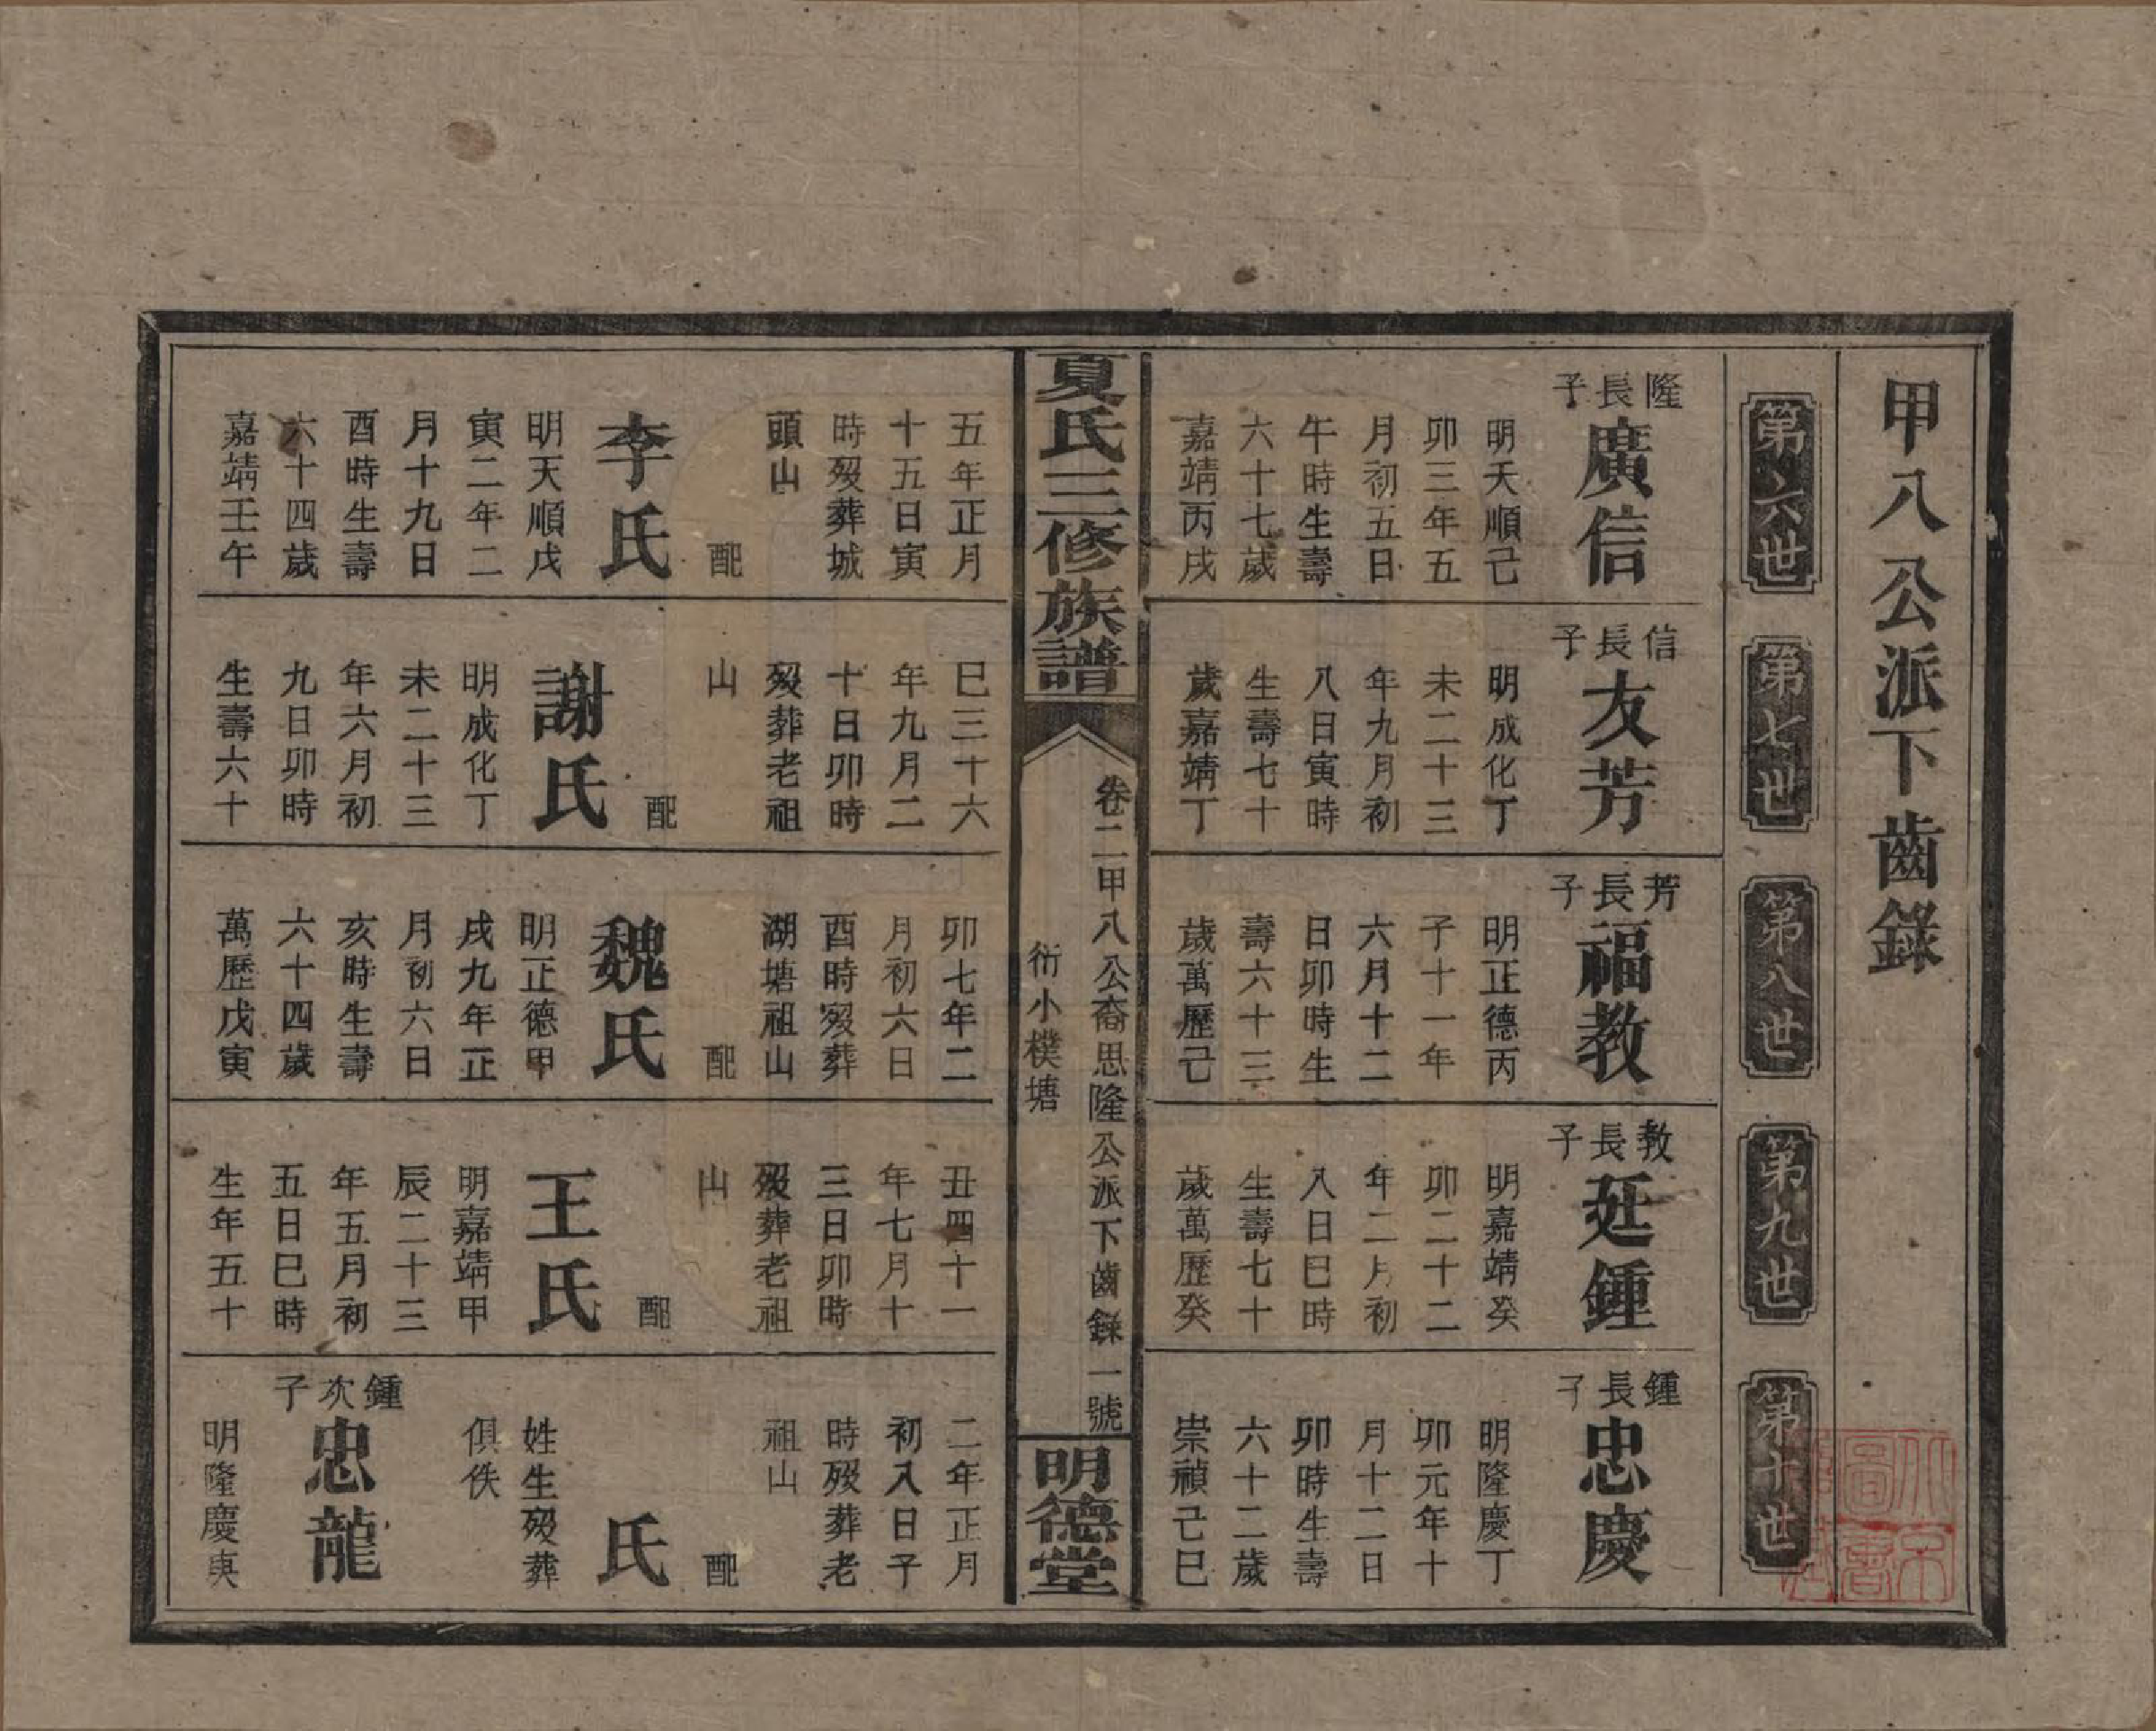 甲八公派下齒錄
第六世
第七世
第八世
第九世
第十世
隆長子
廣信
明天順己
卯三年五
月初五日
午時生壽
六十七歲
嘉靖丙戌
五年正月
十五日寅
時歿葬城
頭山
配
李氏
明天順戊
寅二年二
月十九日
酉時生壽
六十四歲
嘉靖壬午
信長子
友芳
明成化丁
未二十三
年九月初
八日寅時
生壽七十
歲嘉靖丁
巳三十六
年九月二
十日卯時
歿葬老祖
山
配
謝氏
明成化丁
未二十三
年六月初
九日卯時
生壽六十
芳長子
福教
明正德丙
子十一年
六月十二
日卯時生
壽六十三
歲萬歷己
卯七年二
月初六日
酉時歿葬
湖塘祖山
配
魏氏
明正德甲
戌九年正
月初六日
亥時生壽
六十四歲
萬歷戊寅
教長子
廷鍾
明嘉靖癸
卯二十二
年二月初
八日巳時
生壽七十
歲萬歷癸
丑四十一
年七月十
三日卯時
歿葬老祖
山
配
王氏
明嘉靖甲
辰二十三
年五月初
五日巳時
生年五十
鍾長子
忠慶
明隆慶丁
卯元年十
月十二日
卯時生壽
六十二歲
崇禎己巳
二年正月
初八日子
時歿葬老
祖山
配
氏
姓生歿葬
俱佚
鍾次子
忠龍
明隆慶庚
夏氏三修族譜
卷二甲八公裔思隆公派下齒錄一號
衍小樸塘
明德堂
北京
圖書